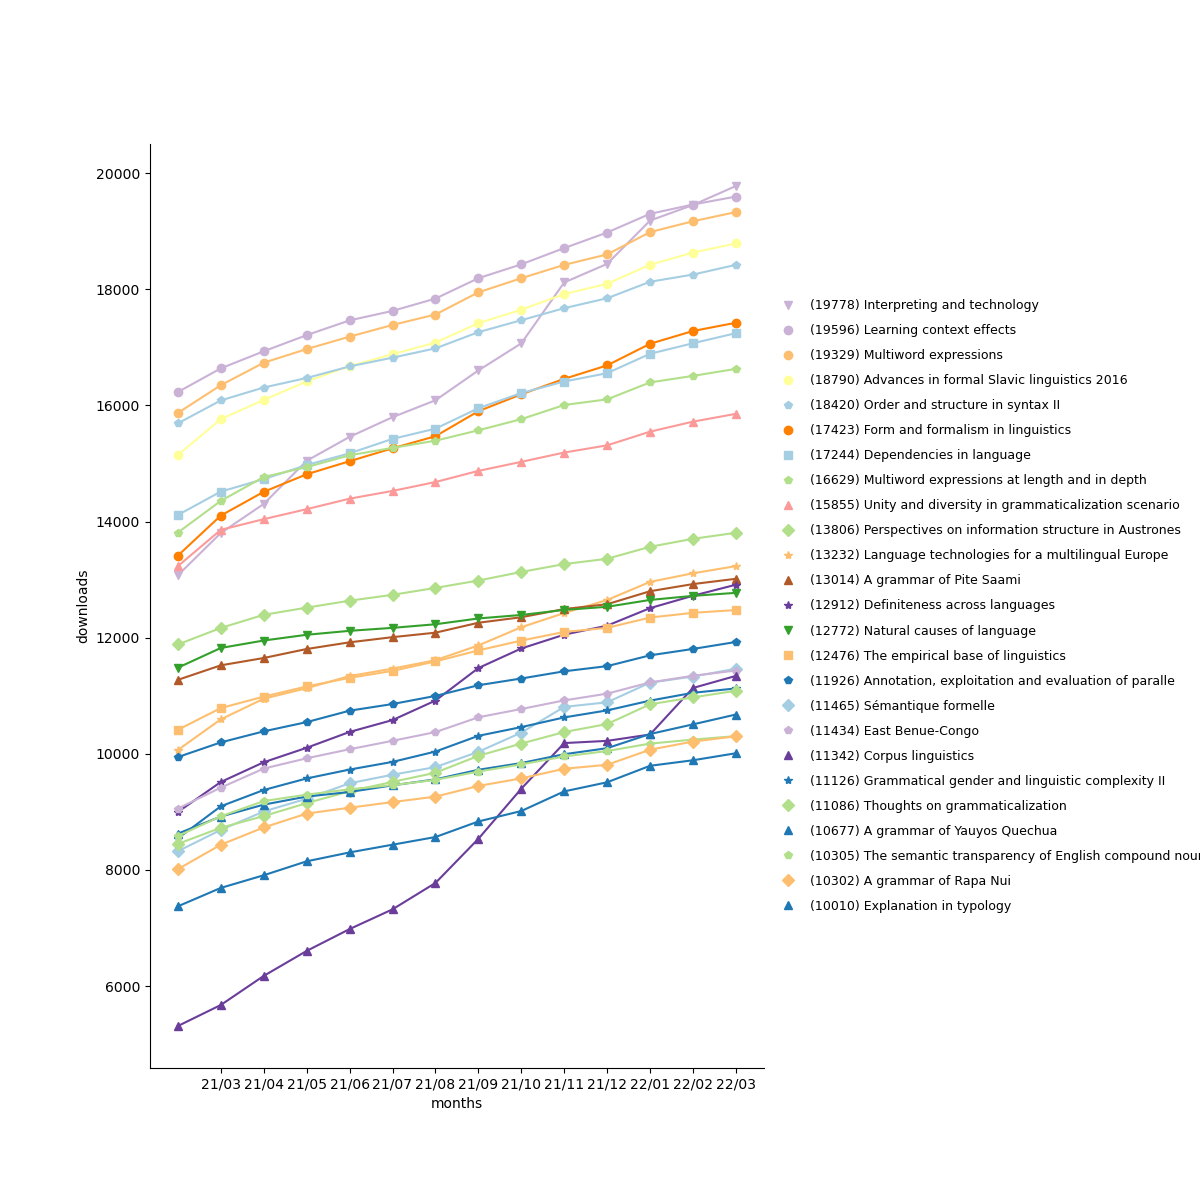 20000
18000
16000
14000
12000
10000
8000
6000
downloads
21/03 21/04 21/05 21/06 21/07 21/08 21/09 21/10 21/11 21/12 22/01 22/02 22/03
months
(19778) Interpreting and technology
(19596) Learning context effects
(19329) Multiword expressions
(18790) Advances in formal Slavic linguistics 2016
(18420) Order and structure in syntax II
(17423) Form and formalism in linguistics
(17244) Dependencies in language
(16629) Multiword expressions at length and in depth
(15855) Unity and diversity in grammaticalization scenario
(13806) Perspectives on information structure in Austrones
(13232) Language technologies for a multilingual Europe
(13014) A grammar of Pite Saami
(12912) Definiteness across languages
(12772) Natural causes of language
(12476) The empirical base of linguistics
(11926) Annotation, exploitation and evaluation of paralle
(11465) Sémantique formelle
(11434) East Benue-Congo
(11342) Corpus linguistics
(11126) Grammatical gender and linguistic complexity II
(11086) Thoughts on grammaticalization
(10677) A grammar of Yauyos Quechua
(10305) The semantic transparency of English compound nou
(10302) A grammar of Rapa Nui
(10010) Explanation in typology